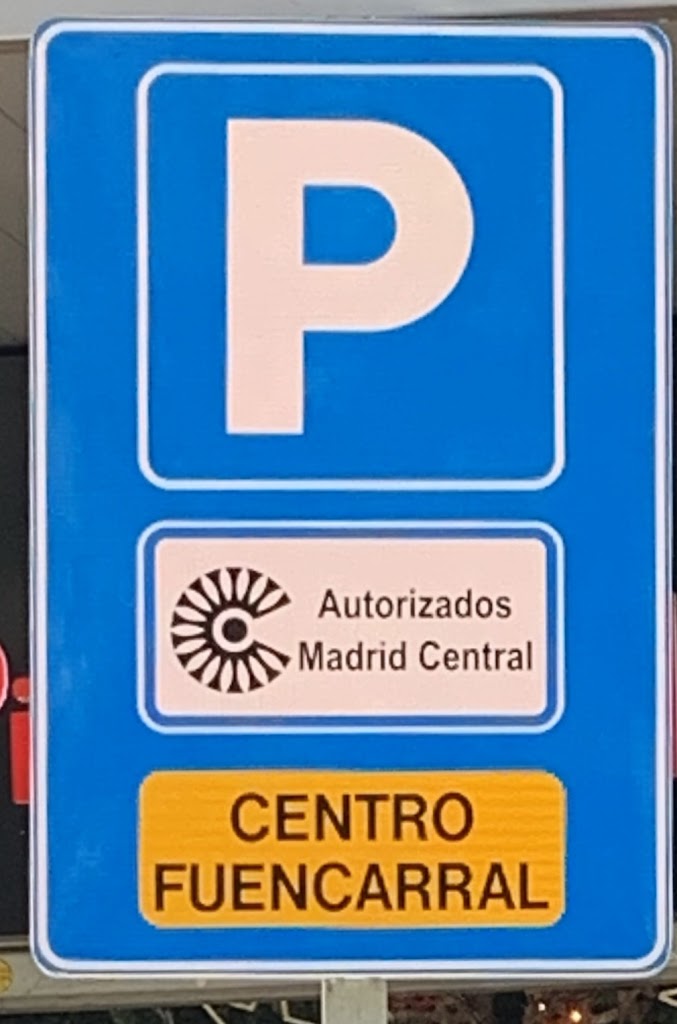 P
Autorizados
Madrid Central
CENTRO
FUENCARRAL